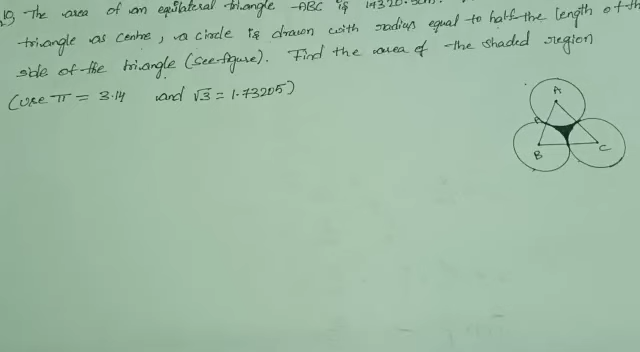 19 The area of an equilateral triangle ABC is
triangle as centre, a circle is drawn with radius equal to half the length of th
side of the triangle (see figure). Find the area of the shaded region
(use π = 3.14 and √3 = 1.73205)
A
B
C